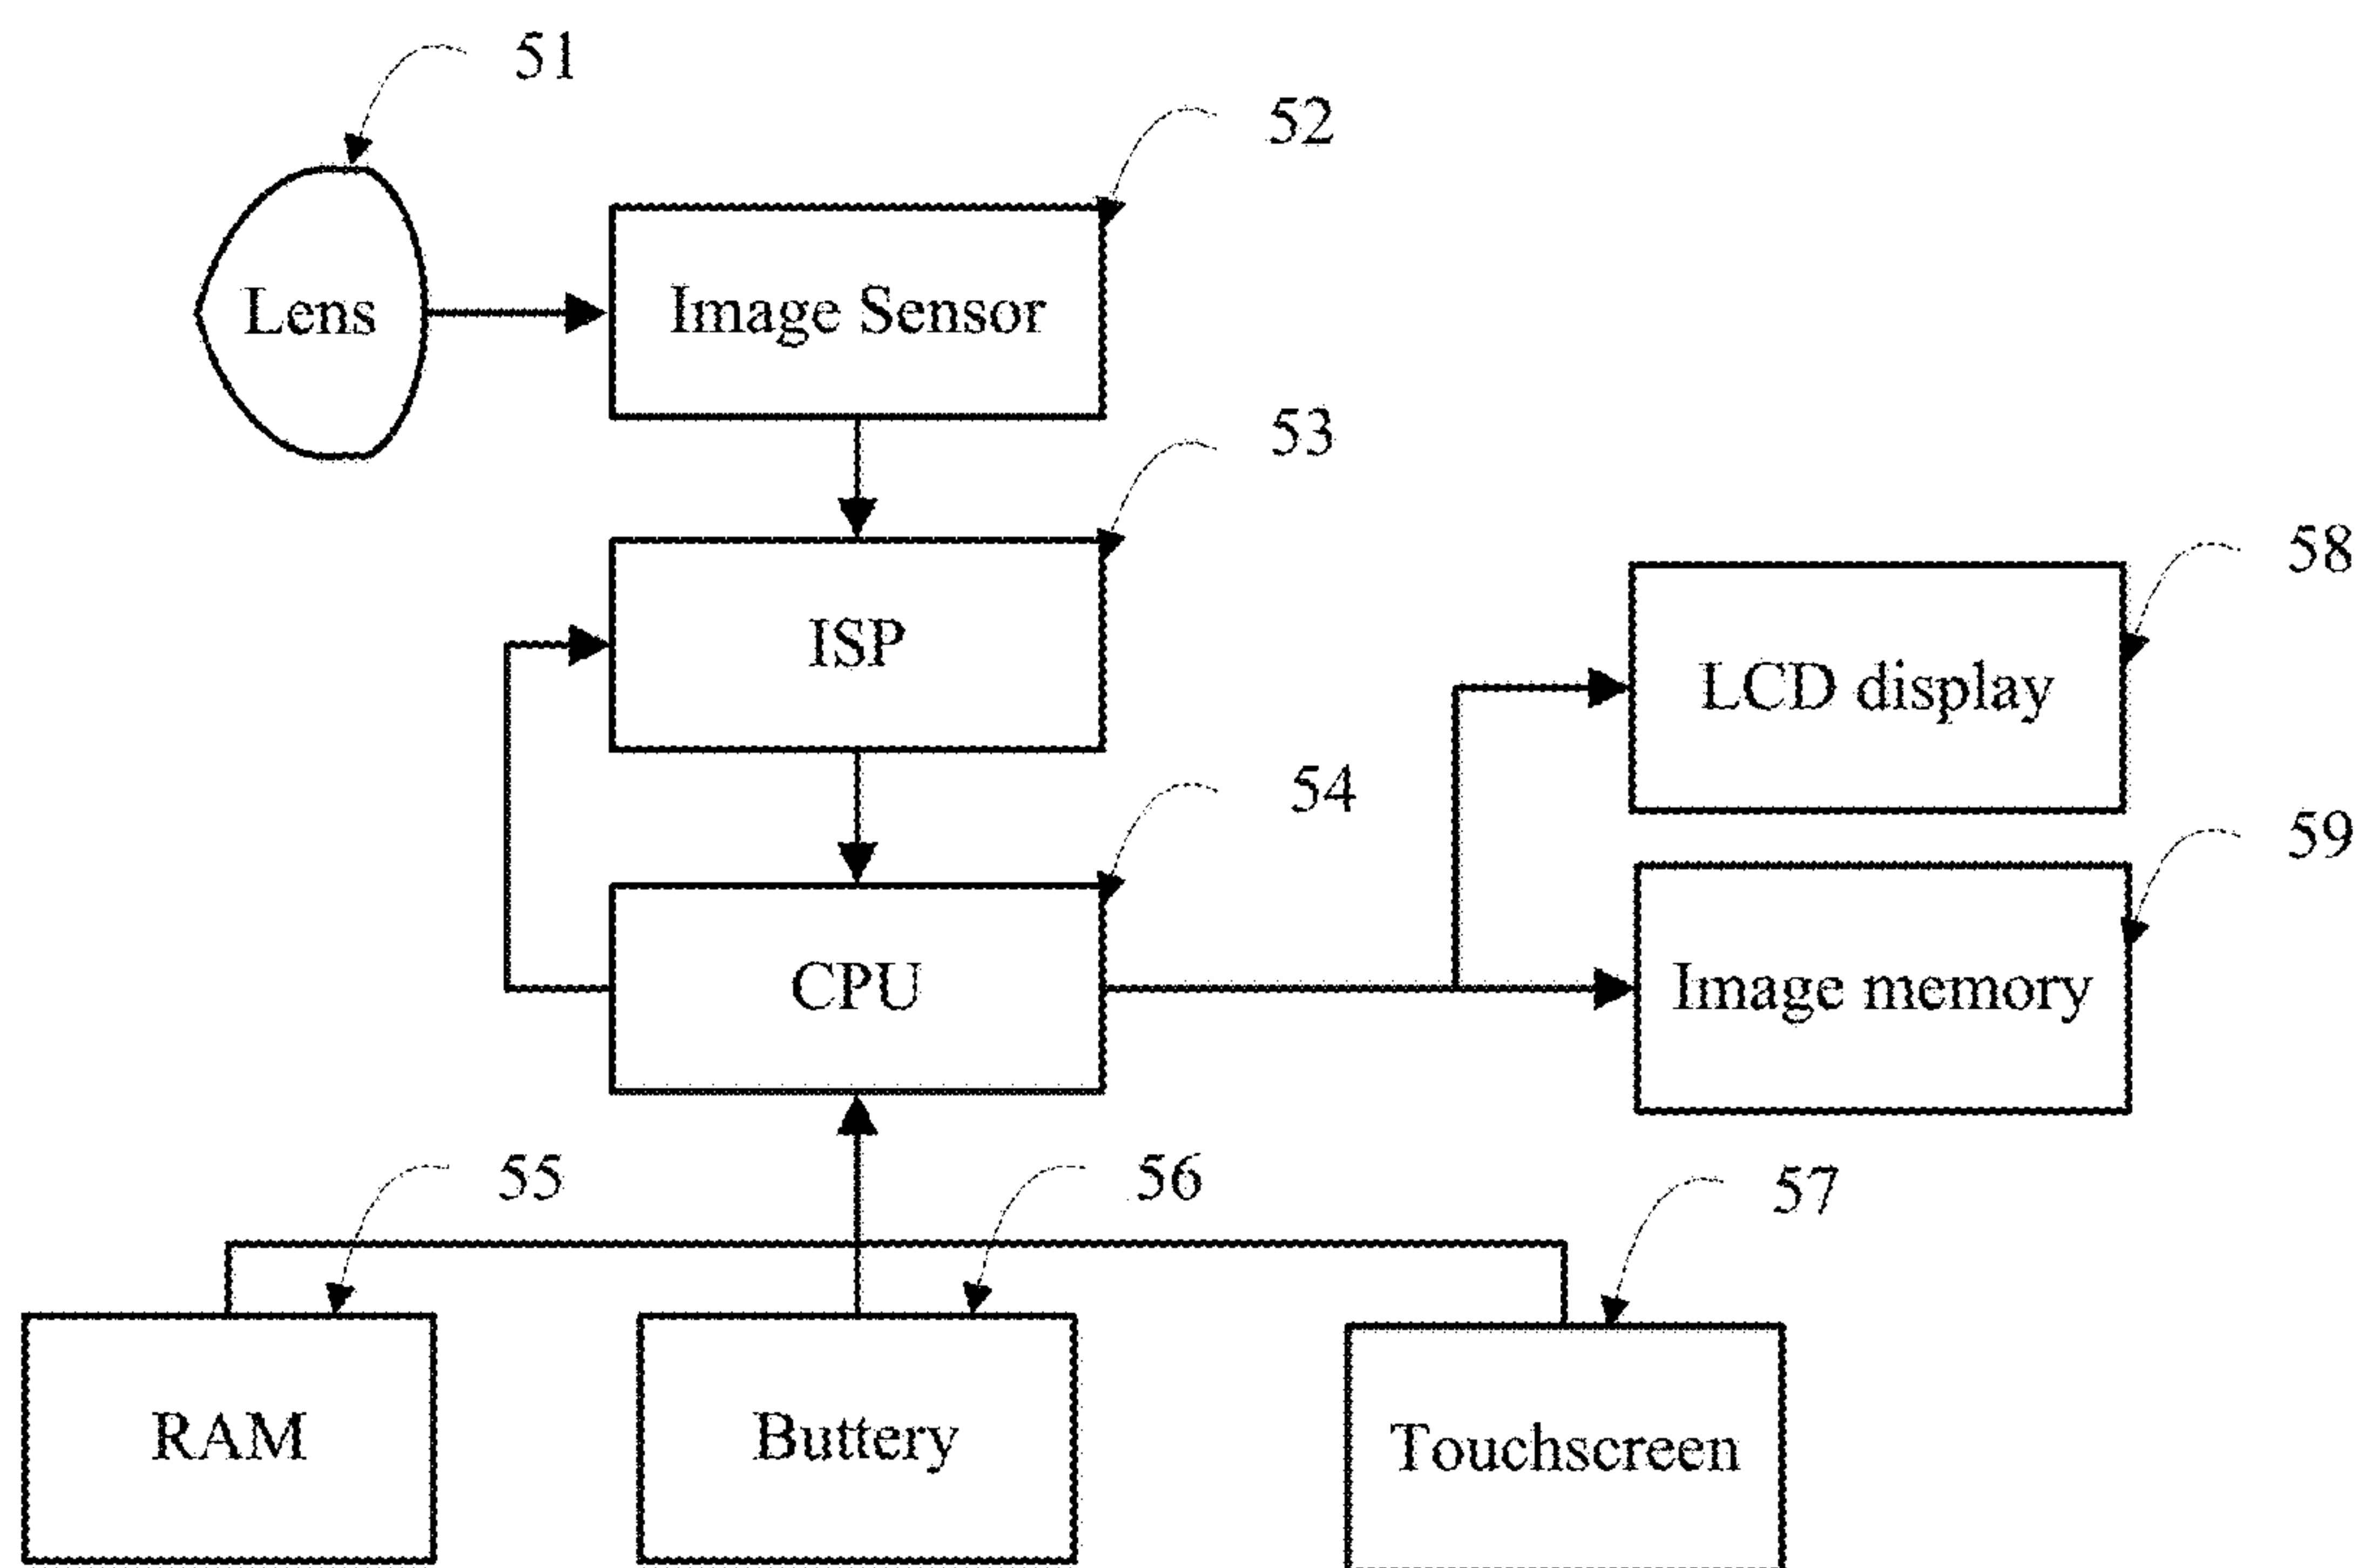 51
52
Lens
Image Sensor
53
58
ISP
LCD display
54
59
CPU
Image memory
55
56
57
RAM
Buttery
Touchscreen